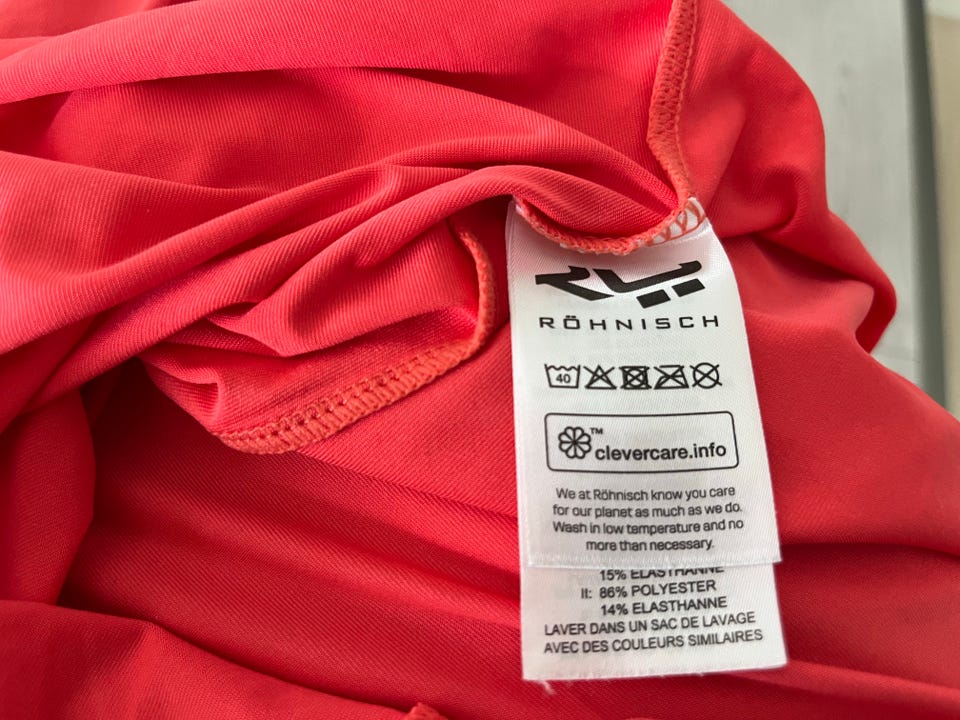 RÖHNISCH
40
™
clevercare.info
We at Röhnisch know you care
for our planet as much as we do.
Wash in low temperature and no
more than necessary.
15% ELASTHANNE
II: 86% POLYESTER
14% ELASTHANNE
LAVER DANS UN SAC DE LAVAGE
AVEC DES COULEURS SIMILAIRES